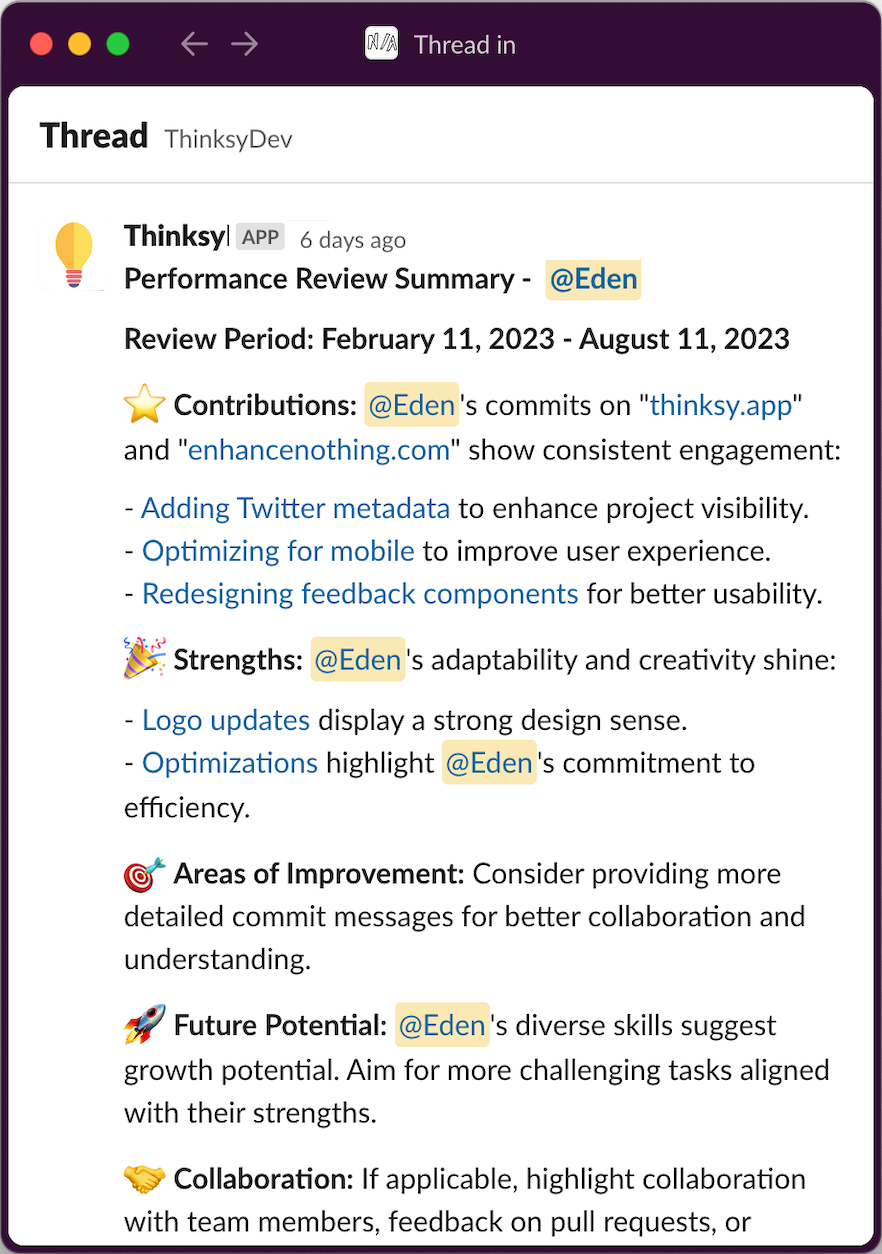 N/A Thread in
Thread ThinksyDev
Thinksy APP 6 days ago
Performance Review Summary - @Eden
Review Period: February 11, 2023 - August 11, 2023
⭐ Contributions: @Eden's commits on "thinksy.app"
and "enhancenothing.com" show consistent engagement:
- Adding Twitter metadata to enhance project visibility.
- Optimizing for mobile to improve user experience.
- Redesigning feedback components for better usability.
🎉 Strengths: @Eden's adaptability and creativity shine:
- Logo updates display a strong design sense.
- Optimizations highlight @Eden's commitment to
efficiency.
🎯 Areas of Improvement: Consider providing more
detailed commit messages for better collaboration and
understanding.
🚀 Future Potential: @Eden's diverse skills suggest
growth potential. Aim for more challenging tasks aligned
with their strengths.
🤝 Collaboration: If applicable, highlight collaboration
with team members, feedback on pull requests, or